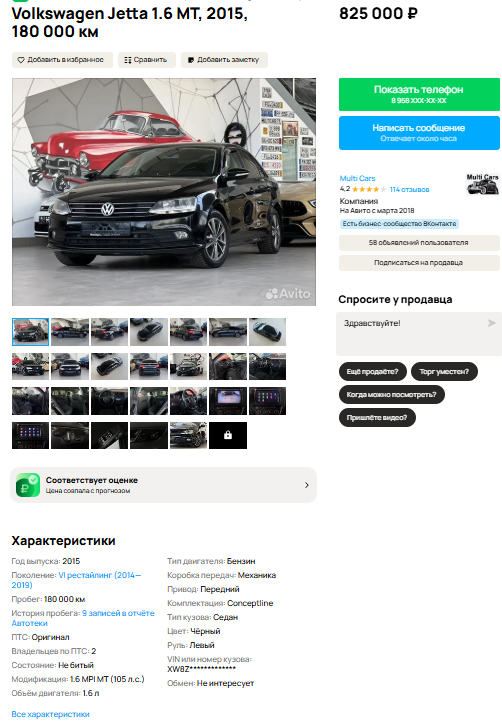 Volkswagen Jetta 1.6 MT, 2015,
180 000 км
825 000 ₽
Добавить в избранное
Сравнить
Добавить заметку
Avito
Показать телефон
8 958 XXX-XX-XX
Написать сообщение
Отвечает около часа
Multi Cars
4,2
114 отзывов
Компания
На Авито с марта 2018
Multi Cars
Есть бизнес-сообщество ВКонтакте
58 объявлений пользователя
Подписаться на продавца
Спросите у продавца
Здравствуйте!
Ещё продаёте?
Торг уместен?
Когда можно посмотреть?
Пришлёте видео?
Соответствует оценке
Цена совпала с прогнозом
Характеристики
Год выпуска: 2015
Поколение: VI рестайлинг (2014—
2019)
Пробег: 180 000 км
История пробега: 9 записей в отчёте
Автотеки
ПТС: Оригинал
Владельцев по ПТС: 2
Состояние: Не битый
Модификация: 1.6 MPI MT (105 л.с.)
Объём двигателя: 1.6 л
Тип двигателя: Бензин
Коробка передач: Механика
Привод: Передний
Комплектация: Conceptline
Тип кузова: Седан
Цвет: Чёрный
Руль: Левый
VIN или номер кузова:
XW8Z*************
Обмен: Не интересует
Все характеристики